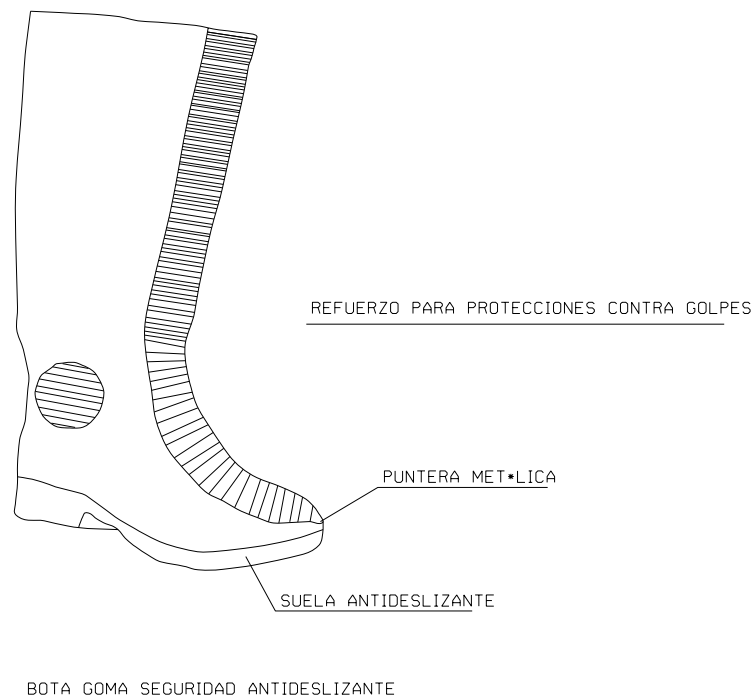 REFUERZO PARA PROTECCIONES CONTRA GOLPES
PUNTERA MET*LICA
SUELA ANTIDESLIZANTE
BOTA GOMA SEGURIDAD ANTIDESLIZANTE